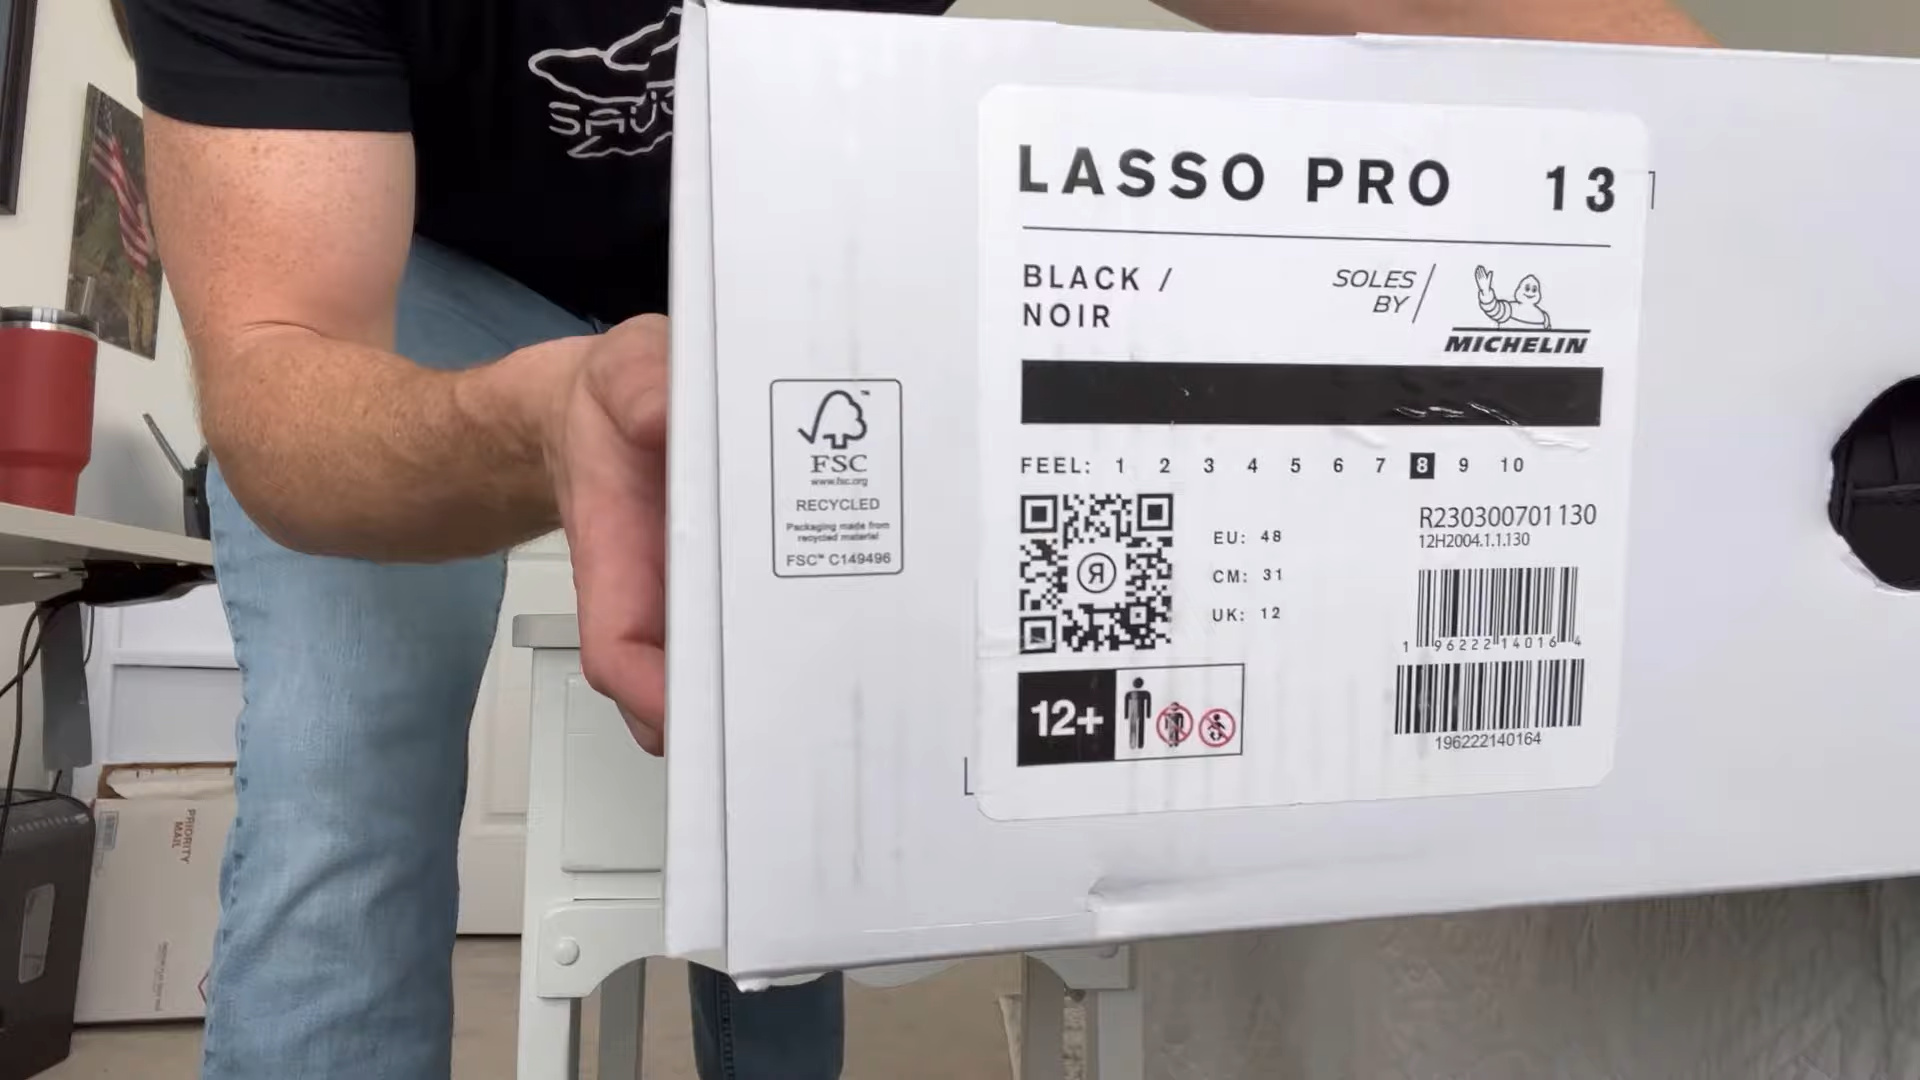 LASSO PRO 13
BLACK /
NOIR
SOLES
BY
MICHELIN
FSC
www.fsc.org
RECYCLED
Packaging made from
recycled material
FSC™ C149496
FEEL: 1 2 3 4 5 6 7 8 9 10
EU: 48
CM: 31
UK: 12
R230300701130
12H2004.1.1.130
1 96222 14016 4
12+
196222140164
PRIORITY
MAIL